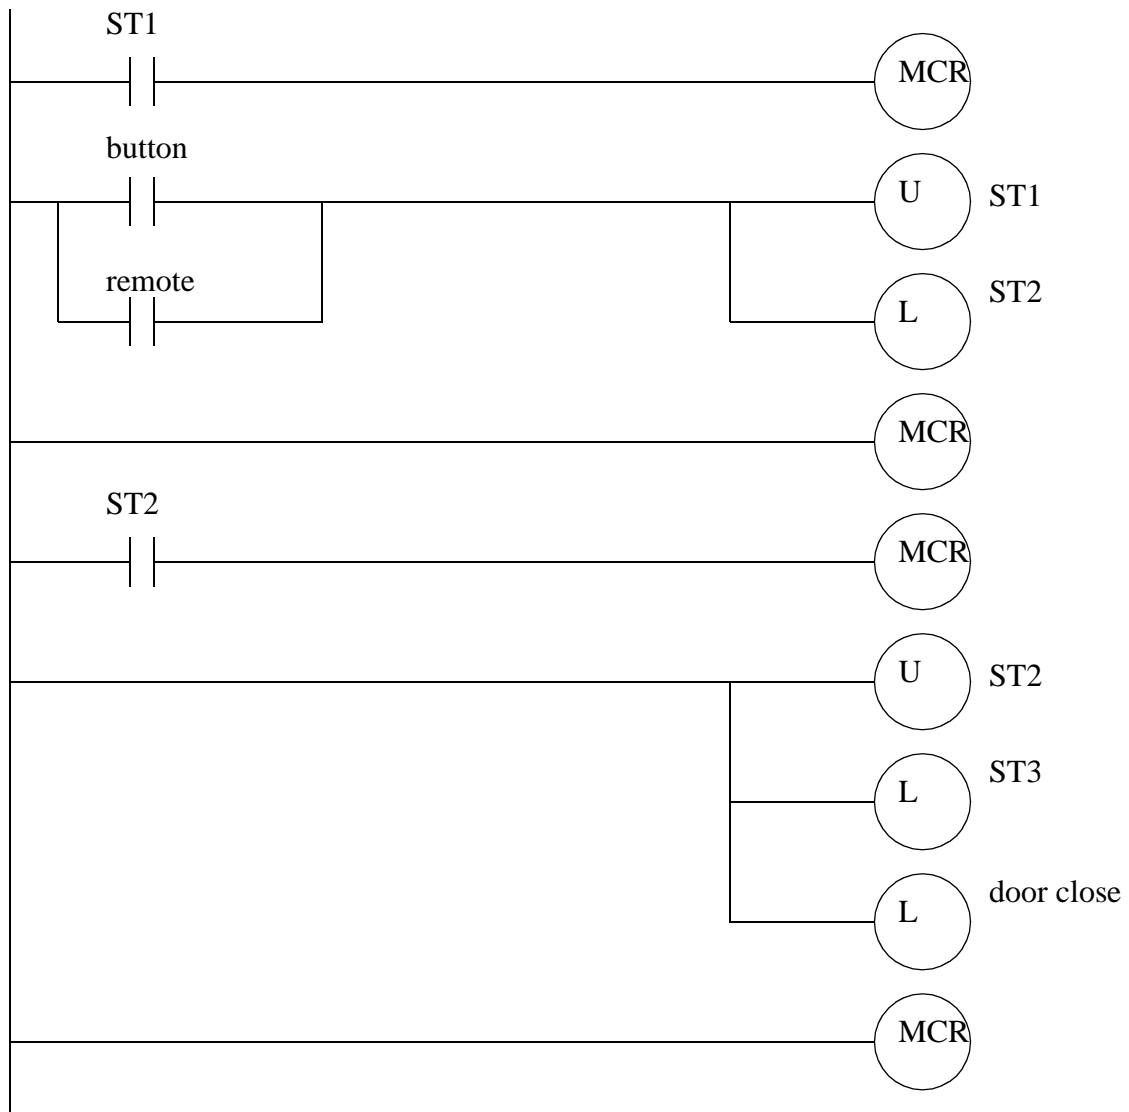 ST1
MCR
button
U ST1
remote
L ST2
MCR
ST2
MCR
U ST2
L ST3
L door close
MCR